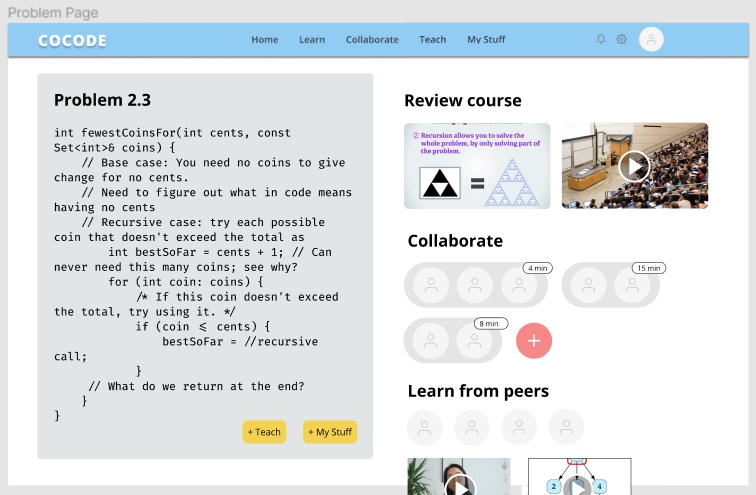 Problem Page
COCODE
Home Learn Collaborate Teach My Stuff
Problem 2.3
int fewestCoinsFor(int cents, const
Set<int>& coins) {
// Base case: You need no coins to give
change for no cents.
// Need to figure out what in code means
having no cents
// Recursive case: try each possible
coin that doesn't exceed the total as
int bestSoFar = cents + 1; // Can
never need this many coins; see why?
for (int coin: coins) {
/* If this coin doesn't exceed
the total, try using it. */
if (coin <= cents) {
bestSoFar = //recursive
call;
}
// What do we return at the end?
}
}
+ Teach
+ My Stuff
Review course
② Recursion allows you to solve the
whole problem, by only solving part of
the problem.
=
Collaborate
4 min
15 min
8 min
+
Learn from peers
2
4